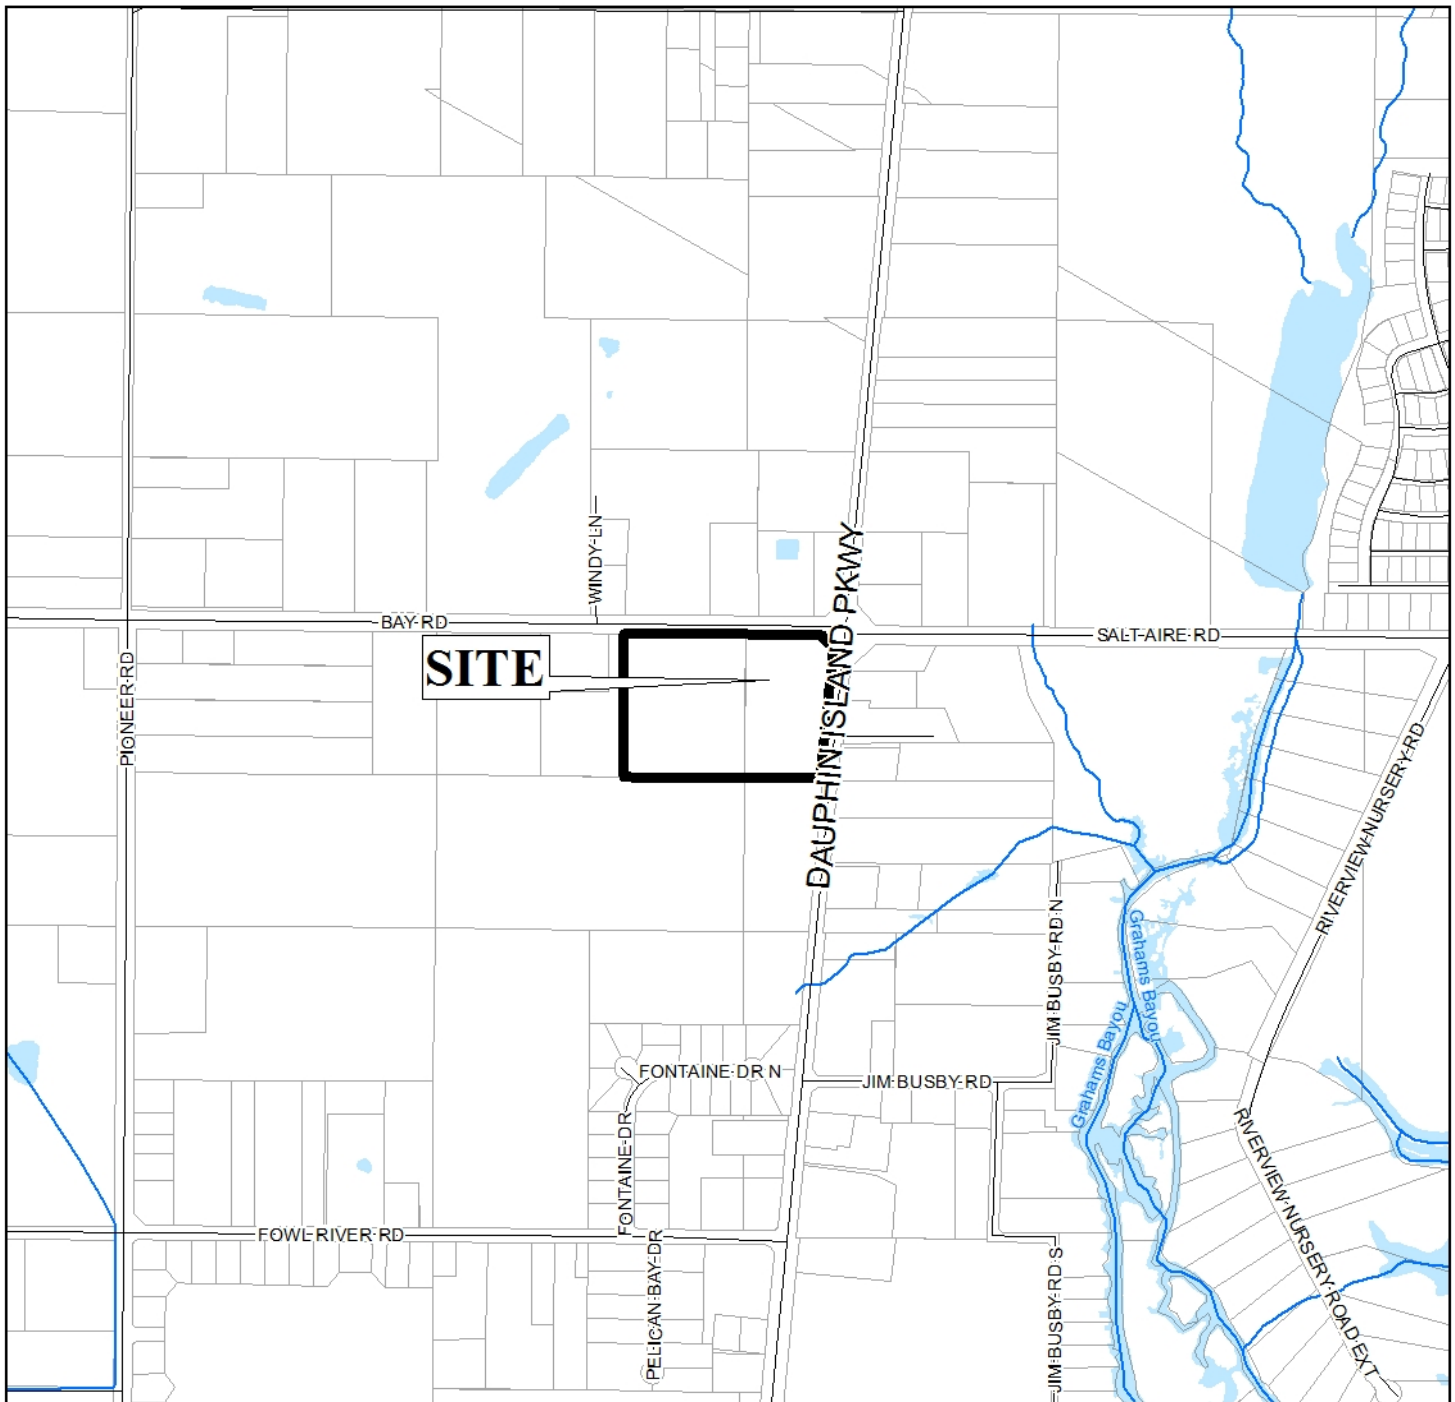 WINDY LN
DAUPHIN ISLAND PKWY
BAY RD
SALT AIRE RD
SITE
PIONEER RD
RIVERVIEW NURSERY RD
JIM BUSBY RD N
Grahams Bayou
Grahams Bayou
FONTAINE DR N
JIM BUSBY RD
FONTAINE DR
RIVERVIEW NURSERY ROAD EXT
FOWL RIVER RD
PELICAN BAY DR
JIM BUSBY RD S